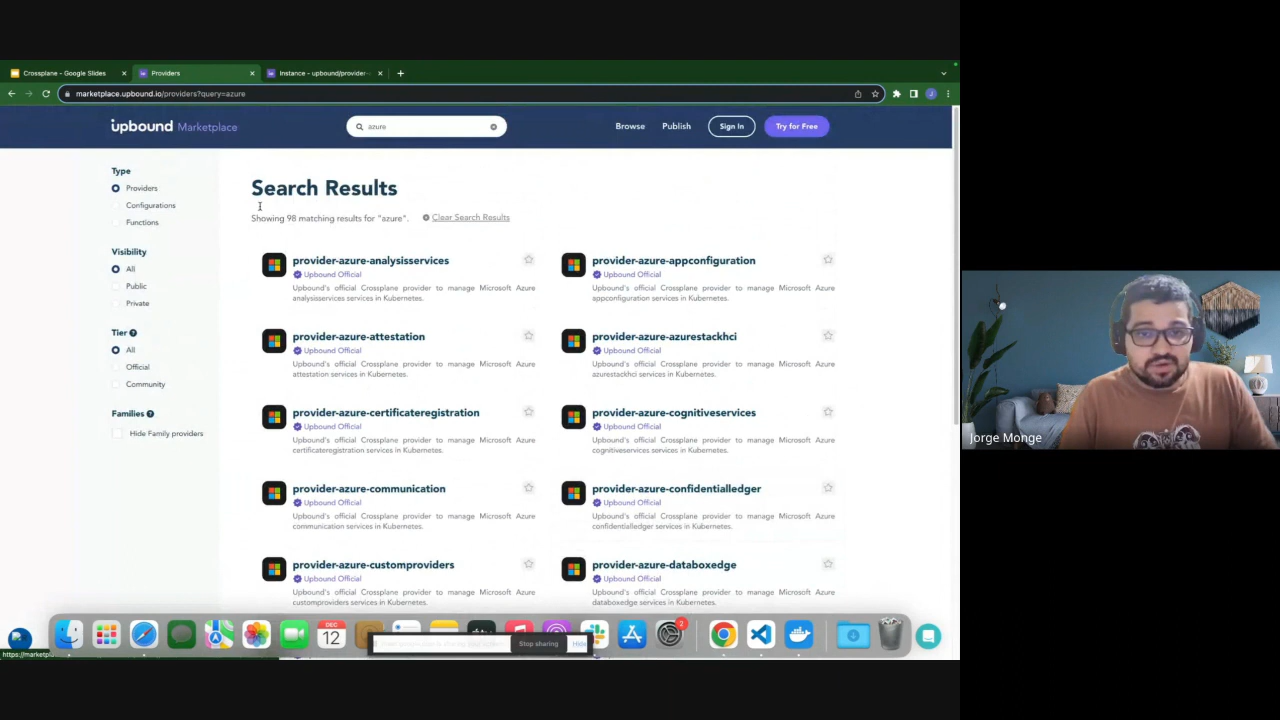 Crossplane - Google Slides
Providers
Instance - upbound/provider-
marketplace.upbound.io/providers?query=azure
J
upbound Marketplace
azure
Browse
Publish
Sign In
Try for Free
Type
Providers
Configurations
Functions
Visibility
All
Public
Private
Tier
All
Official
Community
Families
Hide Family providers
Search Results
Showing 98 matching results for "azure".
Clear Search Results
provider-azure-analysisservices
Upbound Official
Upbound's official Crossplane provider to manage Microsoft Azure
analysisservices services in Kubernetes.
provider-azure-appconfiguration
Upbound Official
Upbound's official Crossplane provider to manage Microsoft Azure
appconfiguration services in Kubernetes.
provider-azure-attestation
Upbound Official
Upbound's official Crossplane provider to manage Microsoft Azure
attestation services in Kubernetes.
provider-azure-azurestackhci
Upbound Official
Upbound's official Crossplane provider to manage Microsoft Azure
azurestackhci services in Kubernetes.
provider-azure-certificateregistration
Upbound Official
Upbound's official Crossplane provider to manage Microsoft Azure
certificateregistration services in Kubernetes.
provider-azure-cognitiveservices
Upbound Official
Upbound's official Crossplane provider to manage Microsoft Azure
cognitiveservices services in Kubernetes.
provider-azure-communication
Upbound Official
Upbound's official Crossplane provider to manage Microsoft Azure
communication services in Kubernetes.
provider-azure-confidentialledger
Upbound Official
Upbound's official Crossplane provider to manage Microsoft Azure
confidentialledger services in Kubernetes.
provider-azure-customproviders
Upbound Official
Upbound's official Crossplane provider to manage Microsoft Azure
customproviders services in Kubernetes.
provider-azure-databoxedge
Upbound Official
Upbound's official Crossplane provider to manage Microsoft Azure
databoxedge services in Kubernetes.
DEC
12
2
Stop sharing
Hide
https://marketpl
Jorge Monge